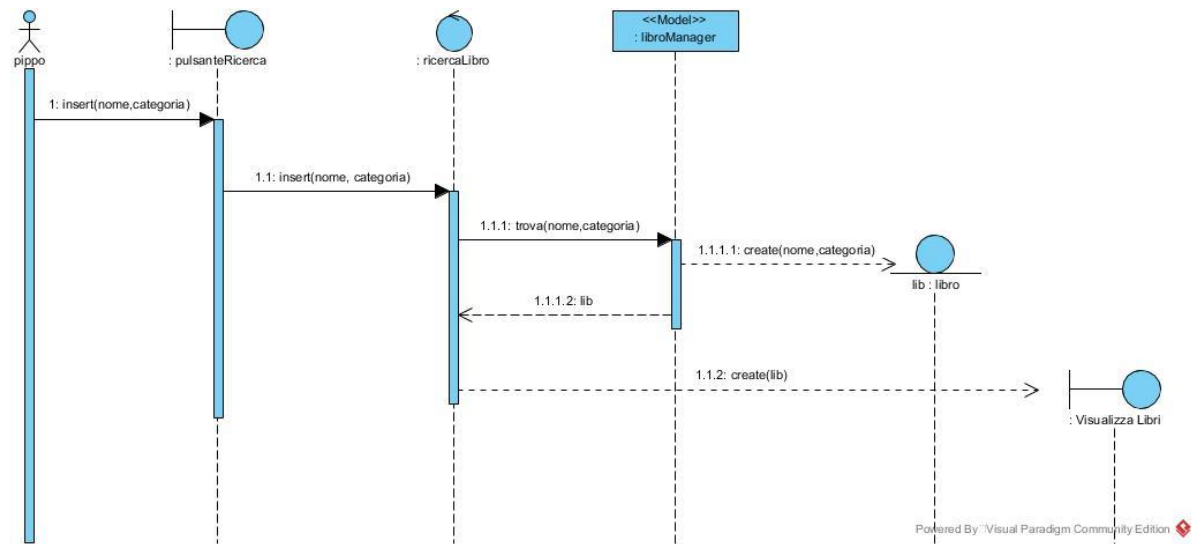 <<Model>>
: libroManager
pippo
: pulsanteRicerca
: ricercaLibro
1: insert(nome,categoria)
1.1: insert(nome, categoria)
1.1.1: trova(nome,categoria)
1.1.1.1: create(nome,categoria)
lib : libro
1.1.1.2: lib
1.1.2: create(lib)
: Visualizza Libri
Powered By Visual Paradigm Community Edition